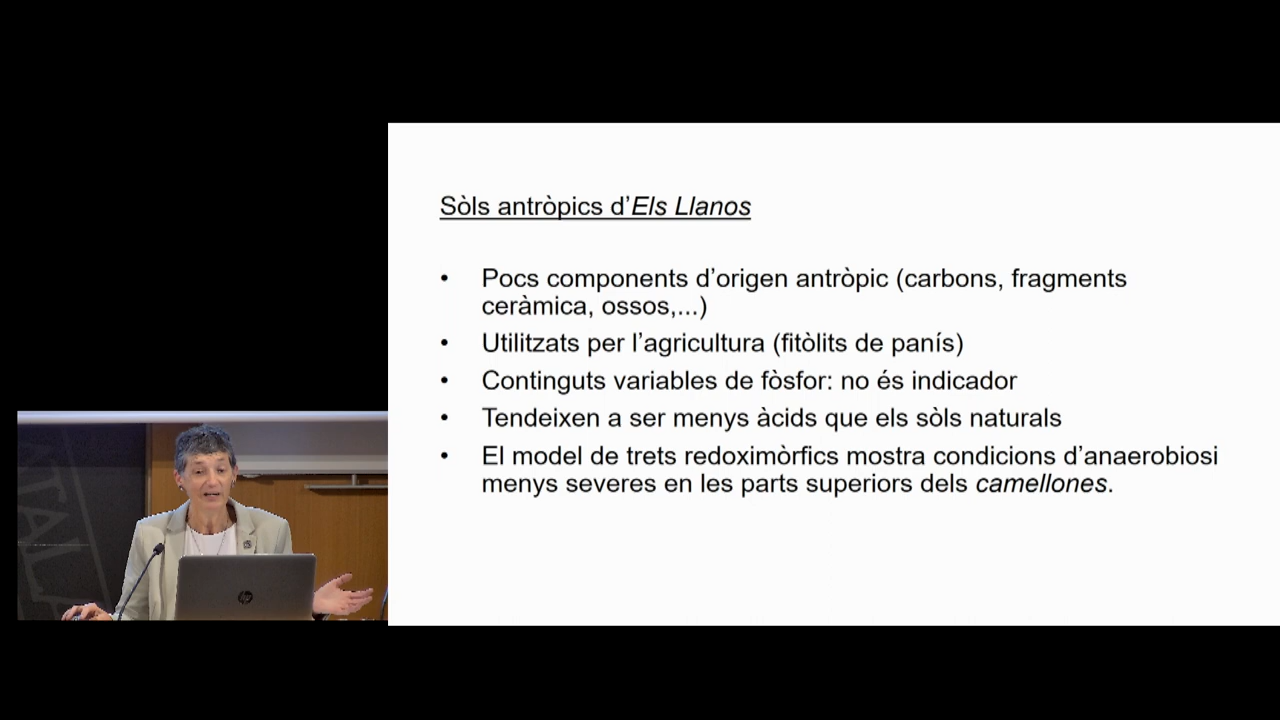 Sòls antròpics d’Els Llanos
• Pocs components d’origen antròpic (carbons, fragments
ceràmica, ossos,...)
• Utilitzats per l’agricultura (fitòlits de panís)
• Continguts variables de fòsfor: no és indicador
• Tendeixen a ser menys àcids que els sòls naturals
• El model de trets redoximòrfics mostra condicions d’anaerobiosi
menys severes en les parts superiors dels camellones.
hp